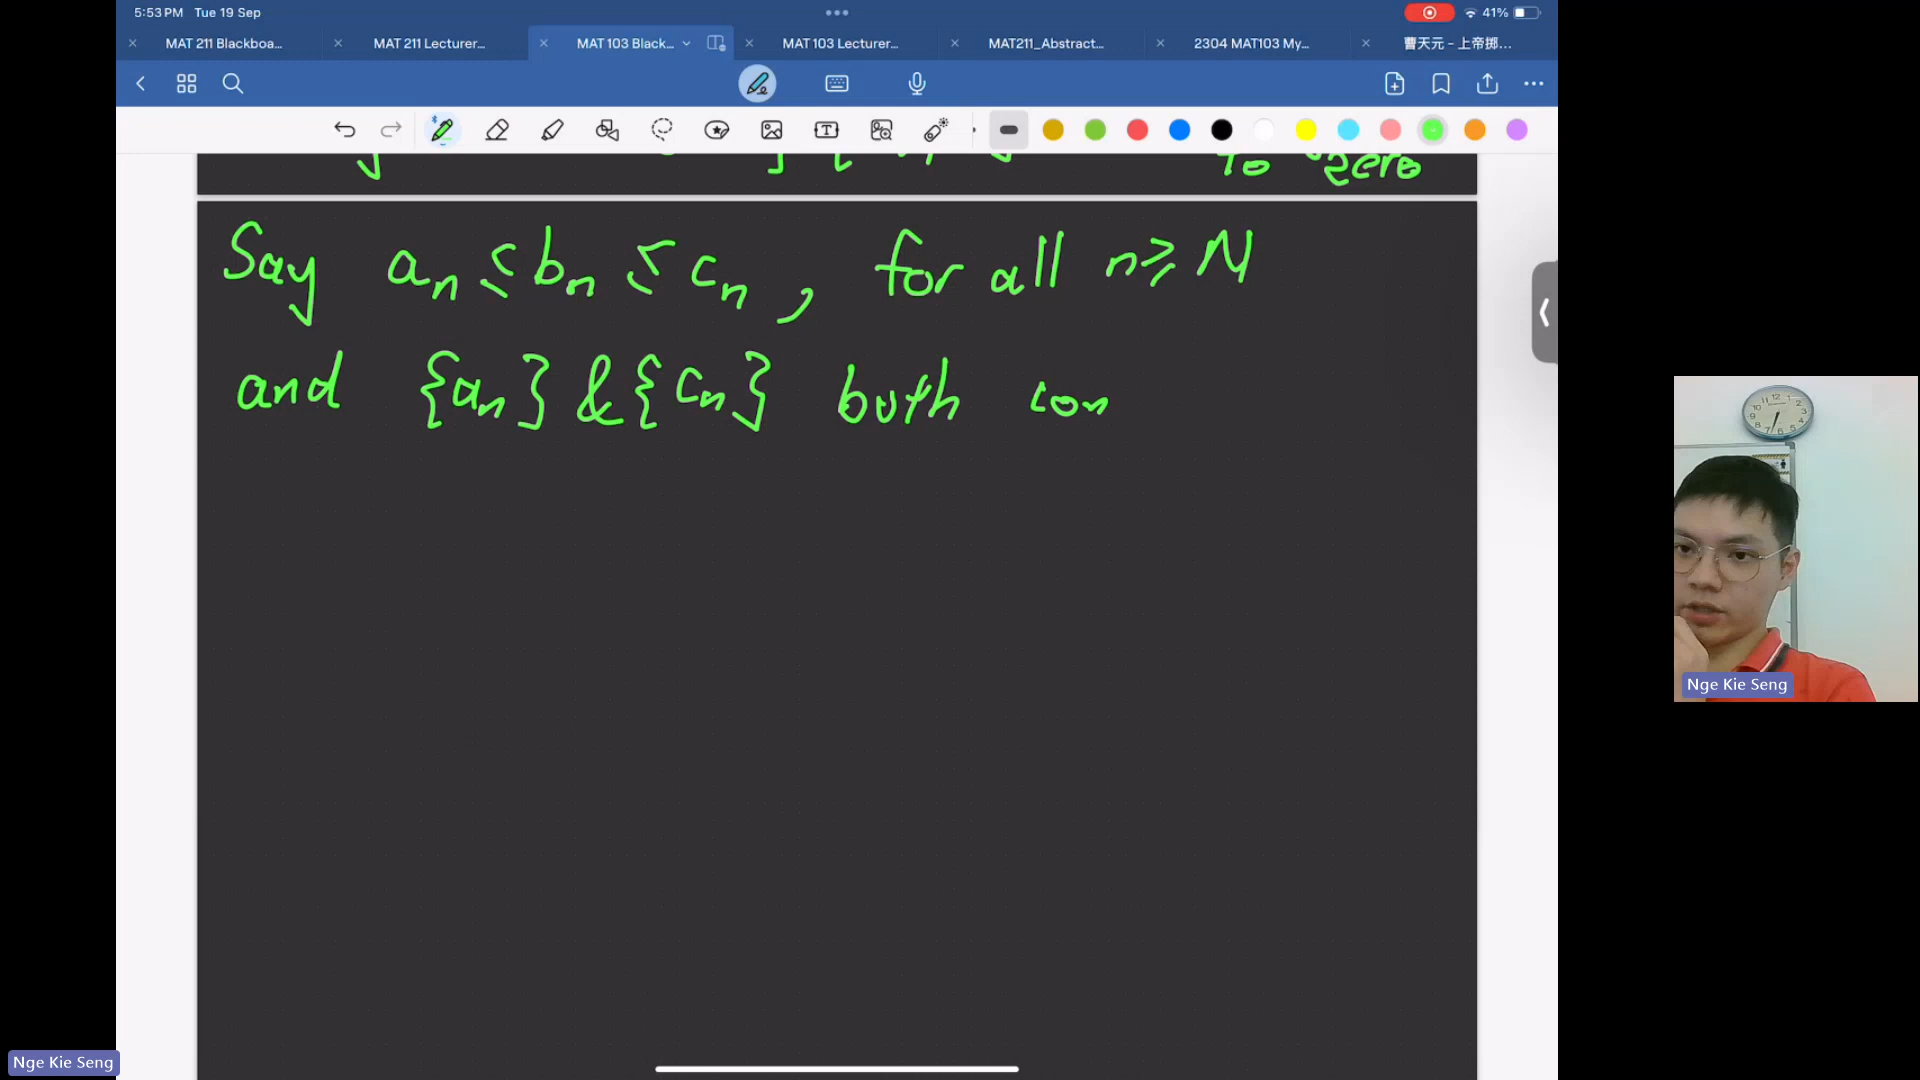 5:53 PM Tue 19 Sep
41%
MAT 211 Blackboa...
MAT 211 Lecturer...
MAT 103 Black...
MAT 103 Lecturer...
MAT211_Abstract...
2304 MAT103 My...
曹天元 - 上帝掷...
to zero
Say aₙ ≤ bₙ ≤ cₙ, for all n ≥ N
and {aₙ} & {cₙ} both con
Nge Kie Seng
Nge Kie Seng